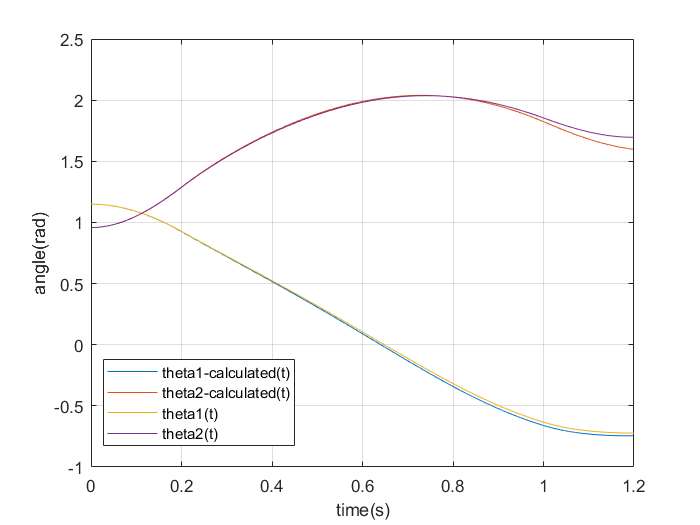 2.5
2
1.5
1
0.5
0
-0.5
-1
angle(rad)
theta1-calculated(t)
theta2-calculated(t)
theta1(t)
theta2(t)
0 0.2 0.4 0.6 0.8 1 1.2
time(s)